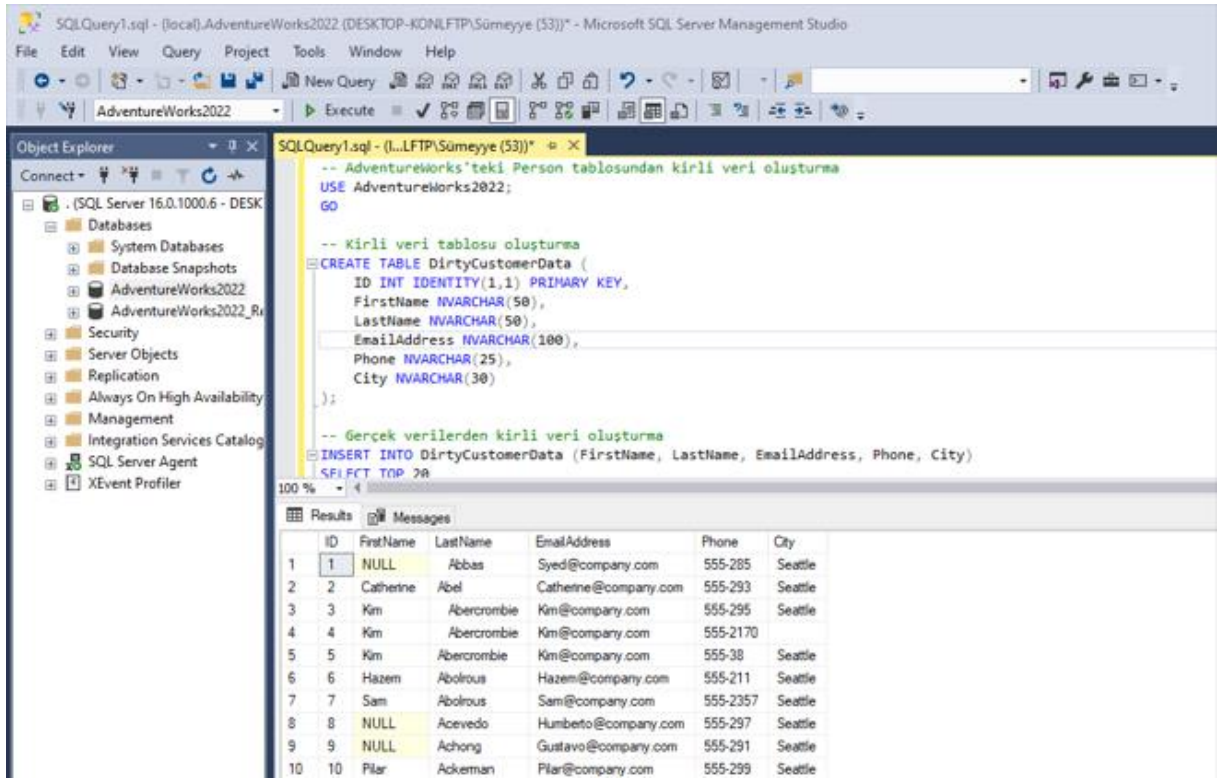 SQLQuery1.sql - (local).AdventureWorks2022 (DESKTOP-KONLFTP\Sümeyye (53))* - Microsoft SQL Server Management Studio
File Edit View Query Project Tools Window Help
New Query
AdventureWorks2022 Execute
Object Explorer
Connect
. (SQL Server 16.0.1000.6 - DESK
Databases
System Databases
Database Snapshots
AdventureWorks2022
AdventureWorks2022_Re
Security
Server Objects
Replication
Always On High Availability
Management
Integration Services Catalog
SQL Server Agent
XEvent Profiler
SQLQuery1.sql - (l...LFTP\Sümeyye (53))*
-- AdventureWorks'teki Person tablosundan kirli veri oluşturma
USE AdventureWorks2022;
GO
-- Kirli veri tablosu oluşturma
CREATE TABLE DirtyCustomerData (
ID INT IDENTITY(1,1) PRIMARY KEY,
FirstName NVARCHAR(50),
LastName NVARCHAR(50),
EmailAddress NVARCHAR(100),
Phone NVARCHAR(25),
City NVARCHAR(30)
);
-- Gerçek verilerden kirli veri oluşturma
INSERT INTO DirtyCustomerData (FirstName, LastName, EmailAddress, Phone, City)
SELECT TOP 20
100 %
Results Messages
ID FirstName LastName EmailAddress Phone City
1 1 NULL Abbas Syed@company.com 555-285 Seattle
2 2 Catherine Abel Catherine@company.com 555-293 Seattle
3 3 Kim Abercrombie Kim@company.com 555-295 Seattle
4 4 Kim Abercrombie Kim@company.com 555-2170
5 5 Kim Abercrombie Kim@company.com 555-38 Seattle
6 6 Hazem Abolrous Hazem@company.com 555-211 Seattle
7 7 Sam Abolrous Sam@company.com 555-2357 Seattle
8 8 NULL Acevedo Humberto@company.com 555-297 Seattle
9 9 NULL Achong Gustavo@company.com 555-291 Seattle
10 10 Pilar Ackerman Pilar@company.com 555-299 Seattle